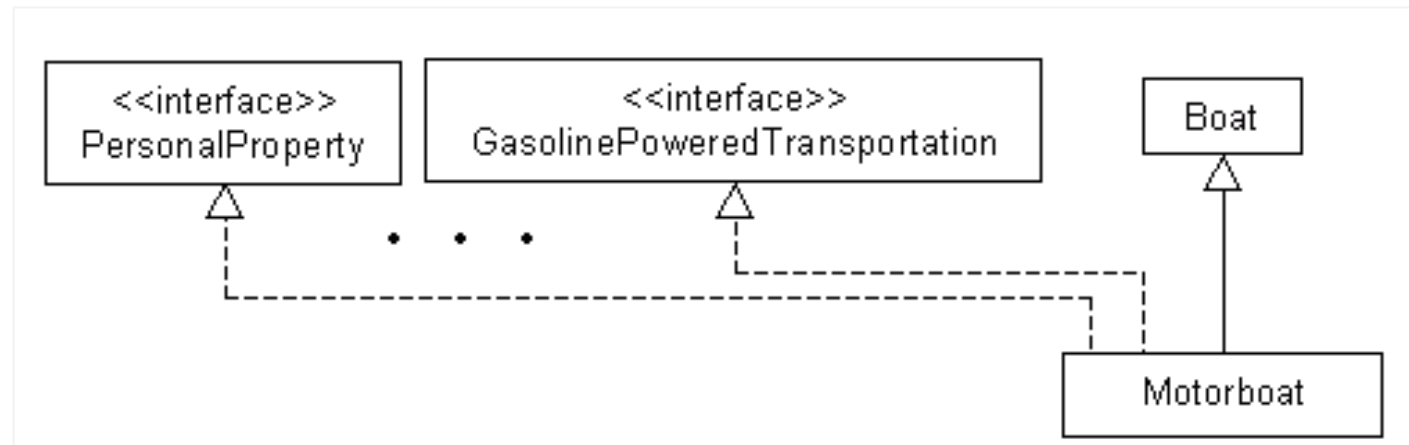 <<interface>>
PersonalProperty
<<interface>>
GasolinePoweredTransportation
Boat
Motorboat